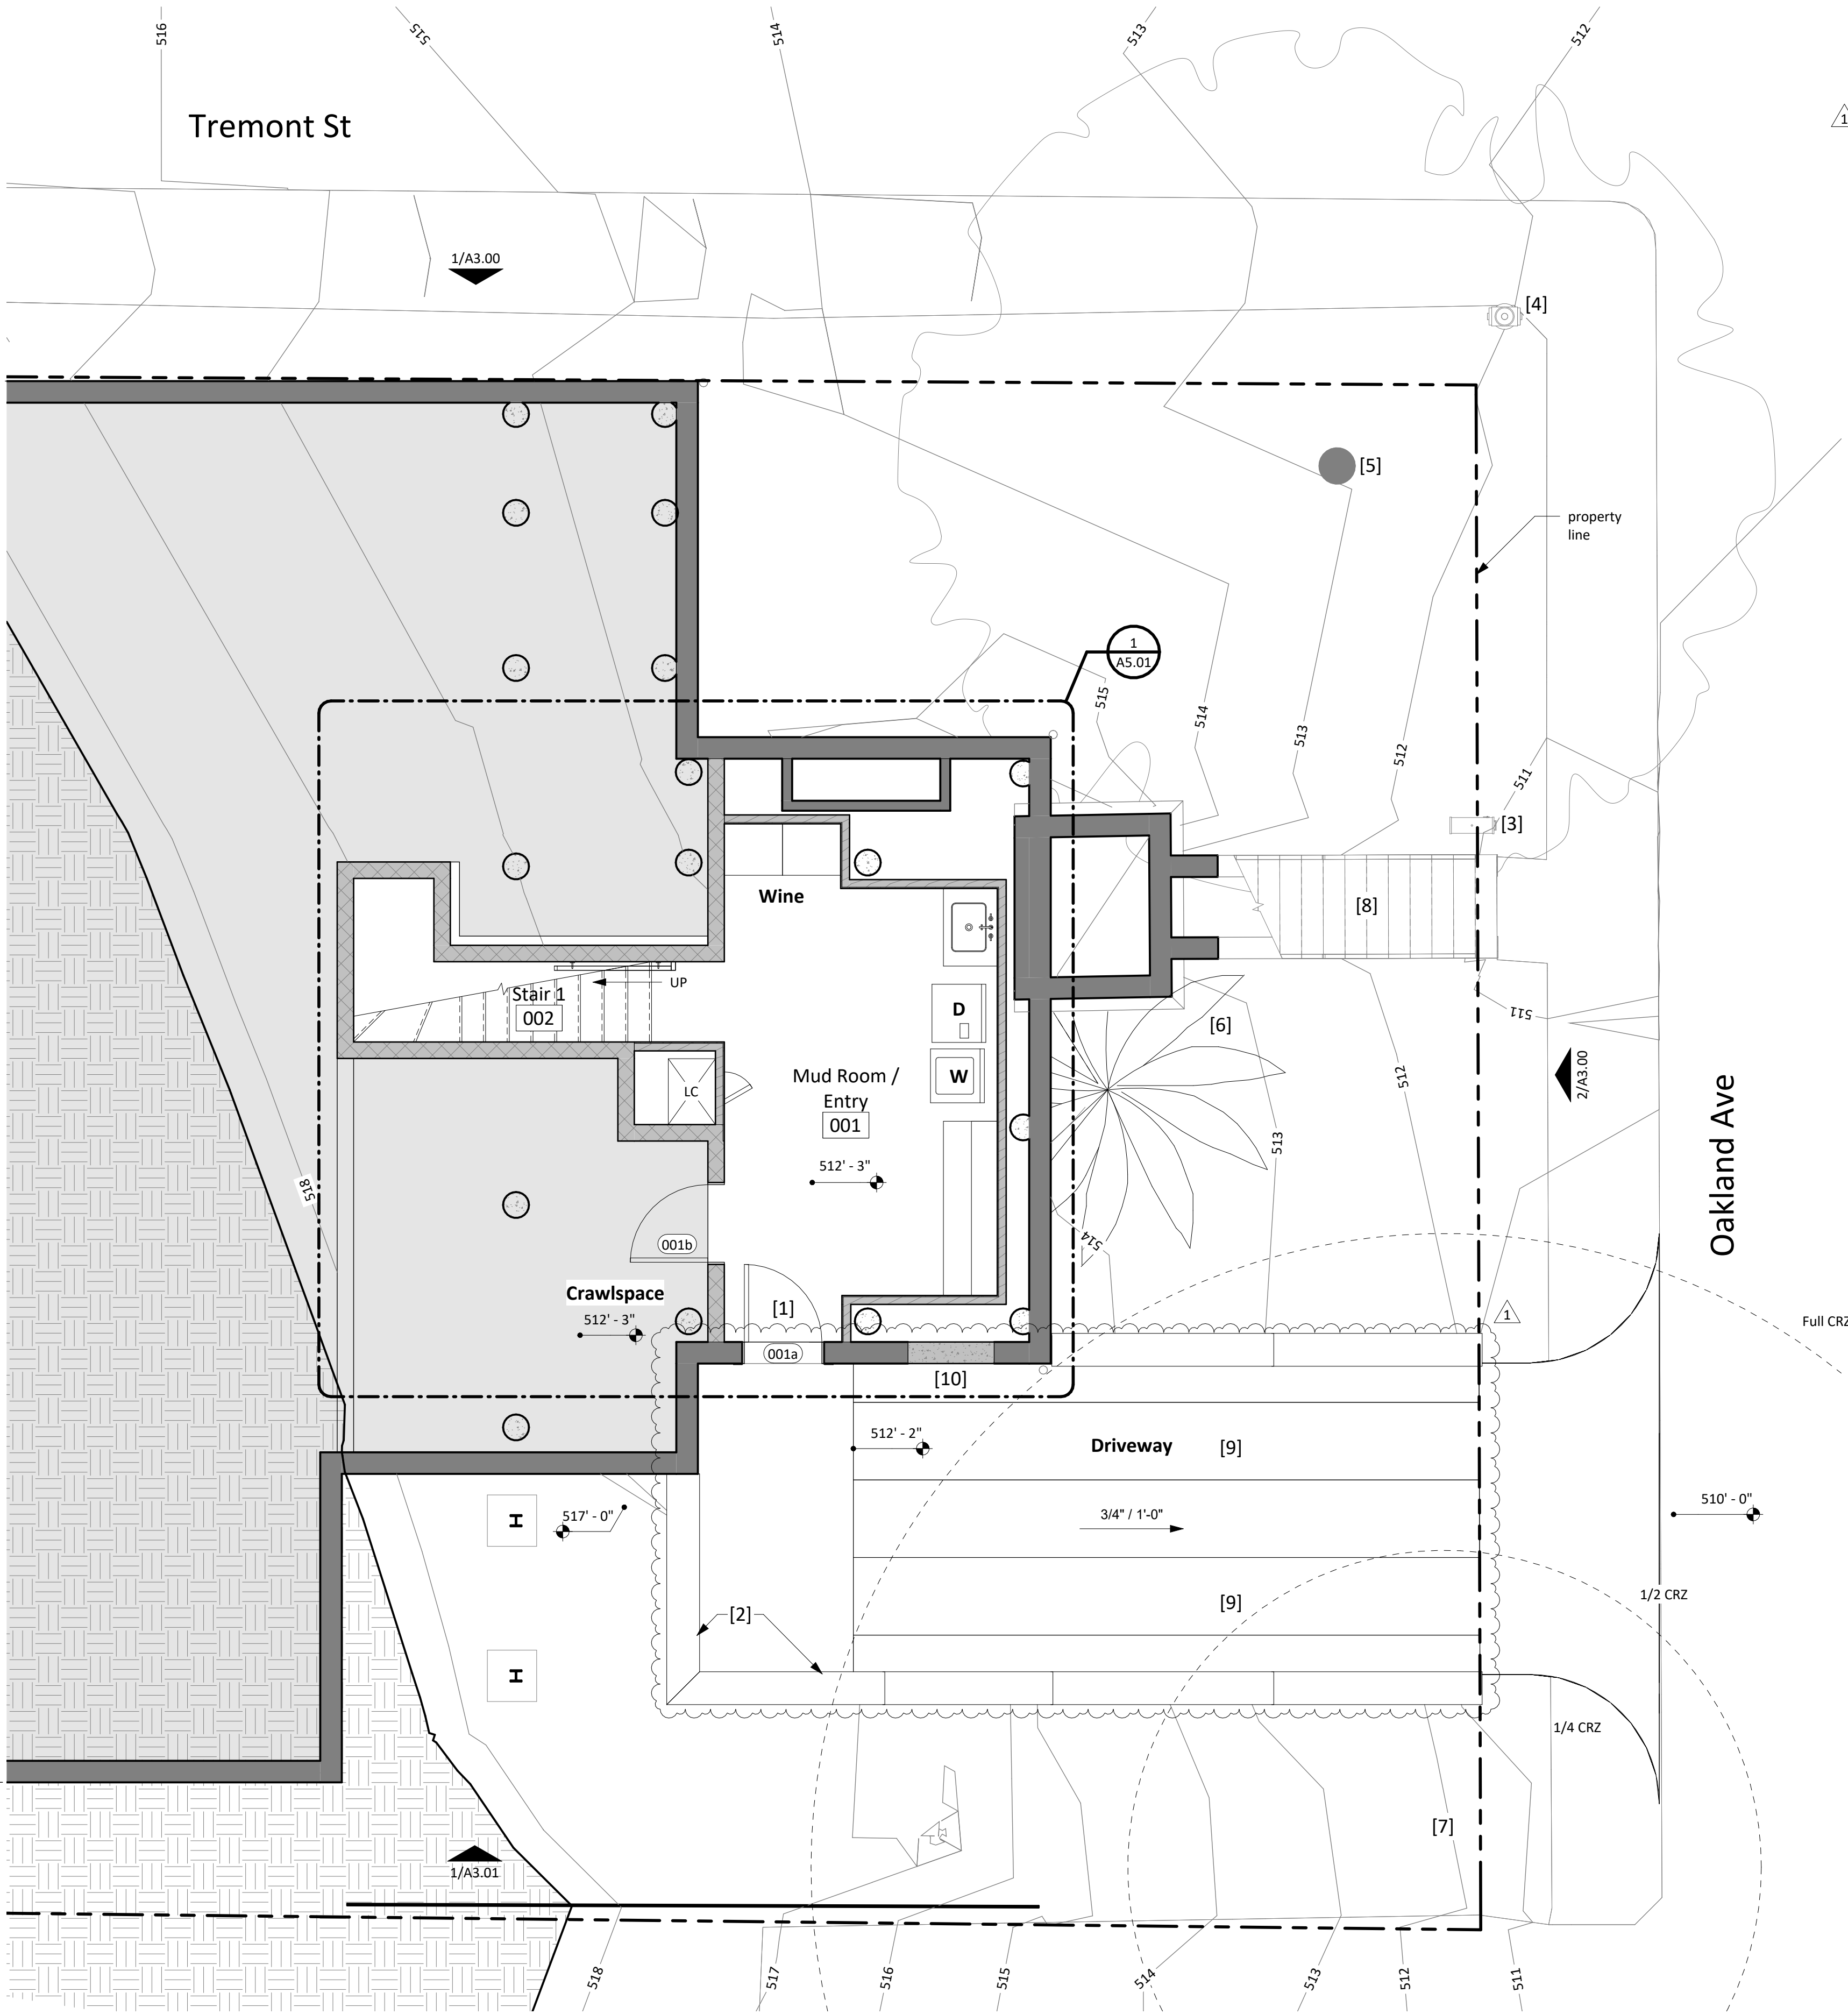 516
515
514
513
512
1
Tremont St
1/A3.00
[4]
[5]
property
line
1
A5.01
515
514
513
512
511
[3]
Wine
[8]
UP
Stair 1
002
D
[6]
511
LC
W
Mud Room /
Entry
001
512
2/A3.00
Oakland Ave
513
512' - 3"
518
514
001b
Crawlspace
512' - 3"
[1]
1
Full CRZ
001a
[10]
512' - 2"
Driveway
[9]
517' - 0"
3/4" / 1'-0"
510' - 0"
H
1/2 CRZ
[9]
[2]
H
1/4 CRZ
[7]
1/A3.01
518
517
516
515
514
513
512
511